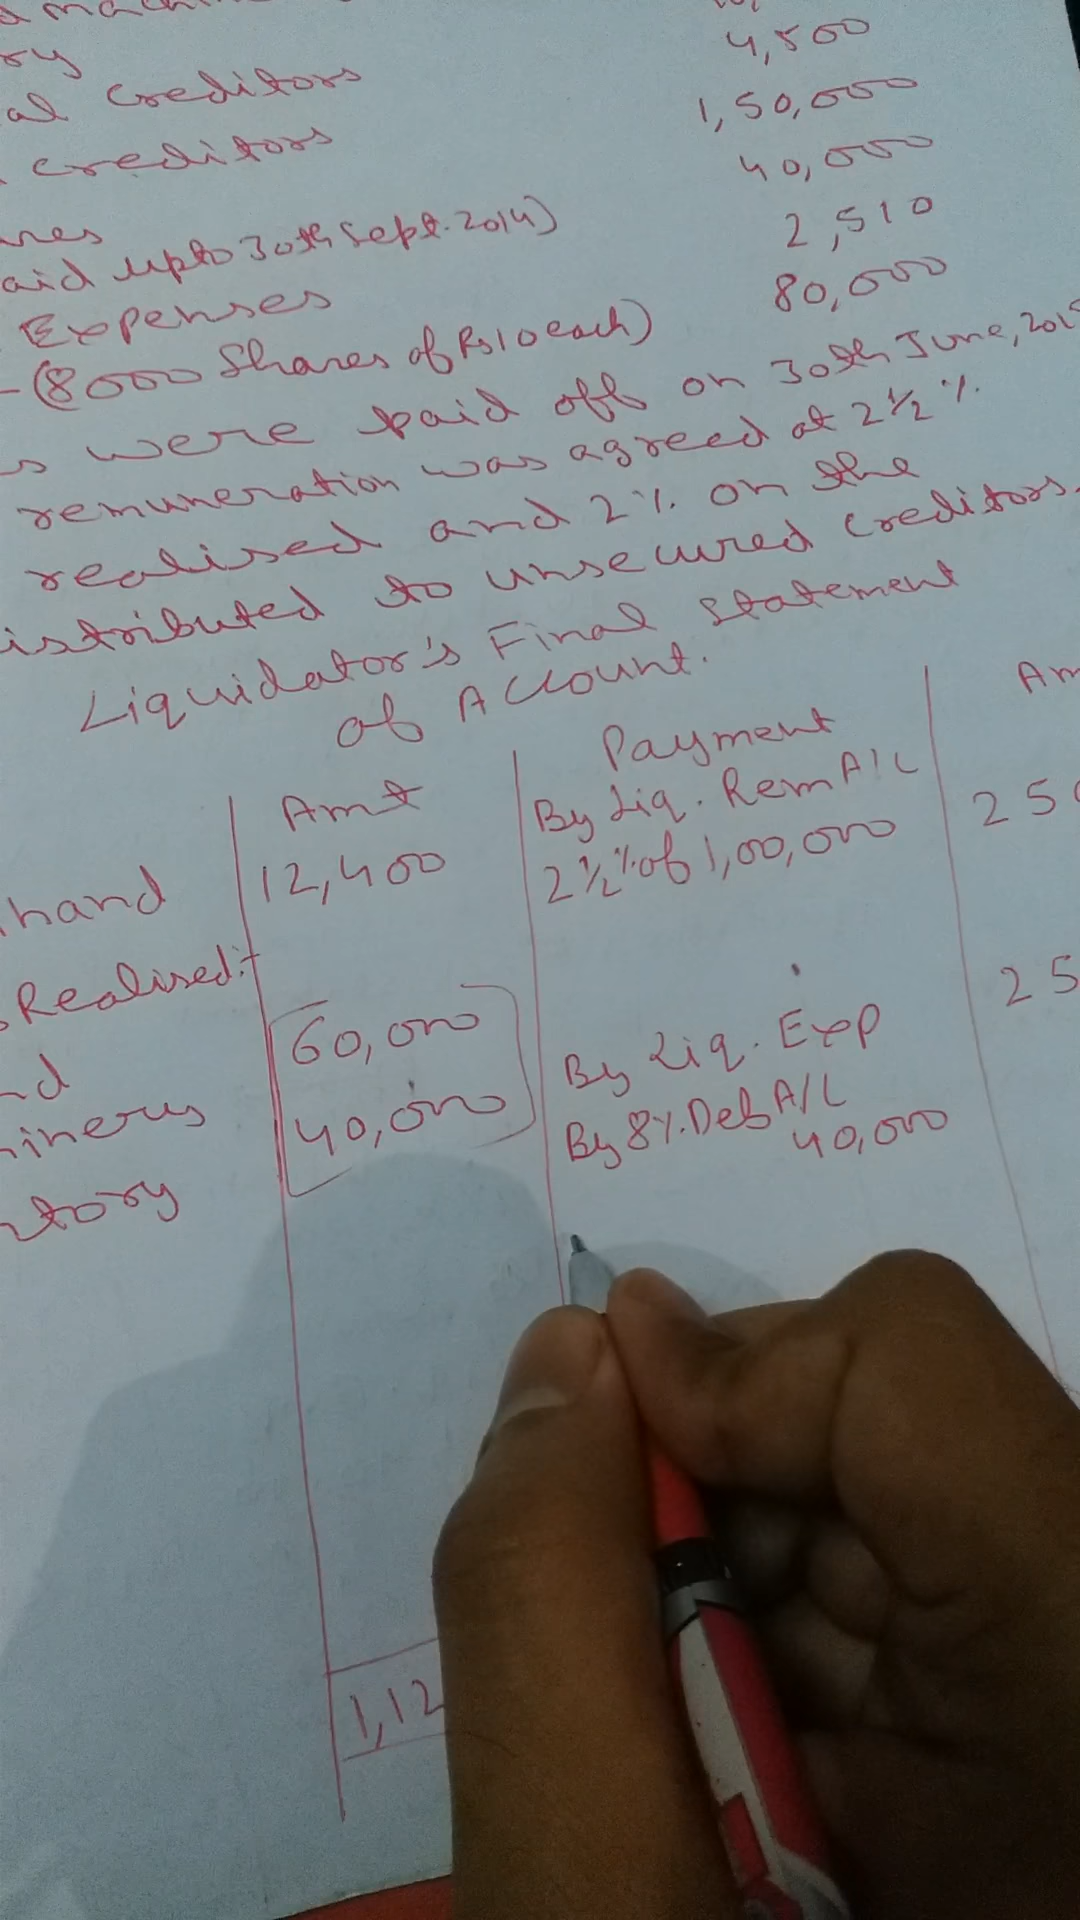 4,500
al Creditors 1,50,000
creditors 40,000
aid upto 30th Sept. 2014) 2,510
Expenses 80,000
-(8000 Shares of Rs10 each)
s were paid off on 30th June, 201
remuneration was agreed at 2½%
realised and 2% on the
istributed to unsecured creditors.
Liquidator's Final Statement
of Account.
Amt Payment Am
hand 12,400 By Liq. Rem A/c
2½% of 1,00,000 250
Realised:-
60,000 By Liq. Exp 25
40,000 By 8% Deb A/c
40,000
1,12